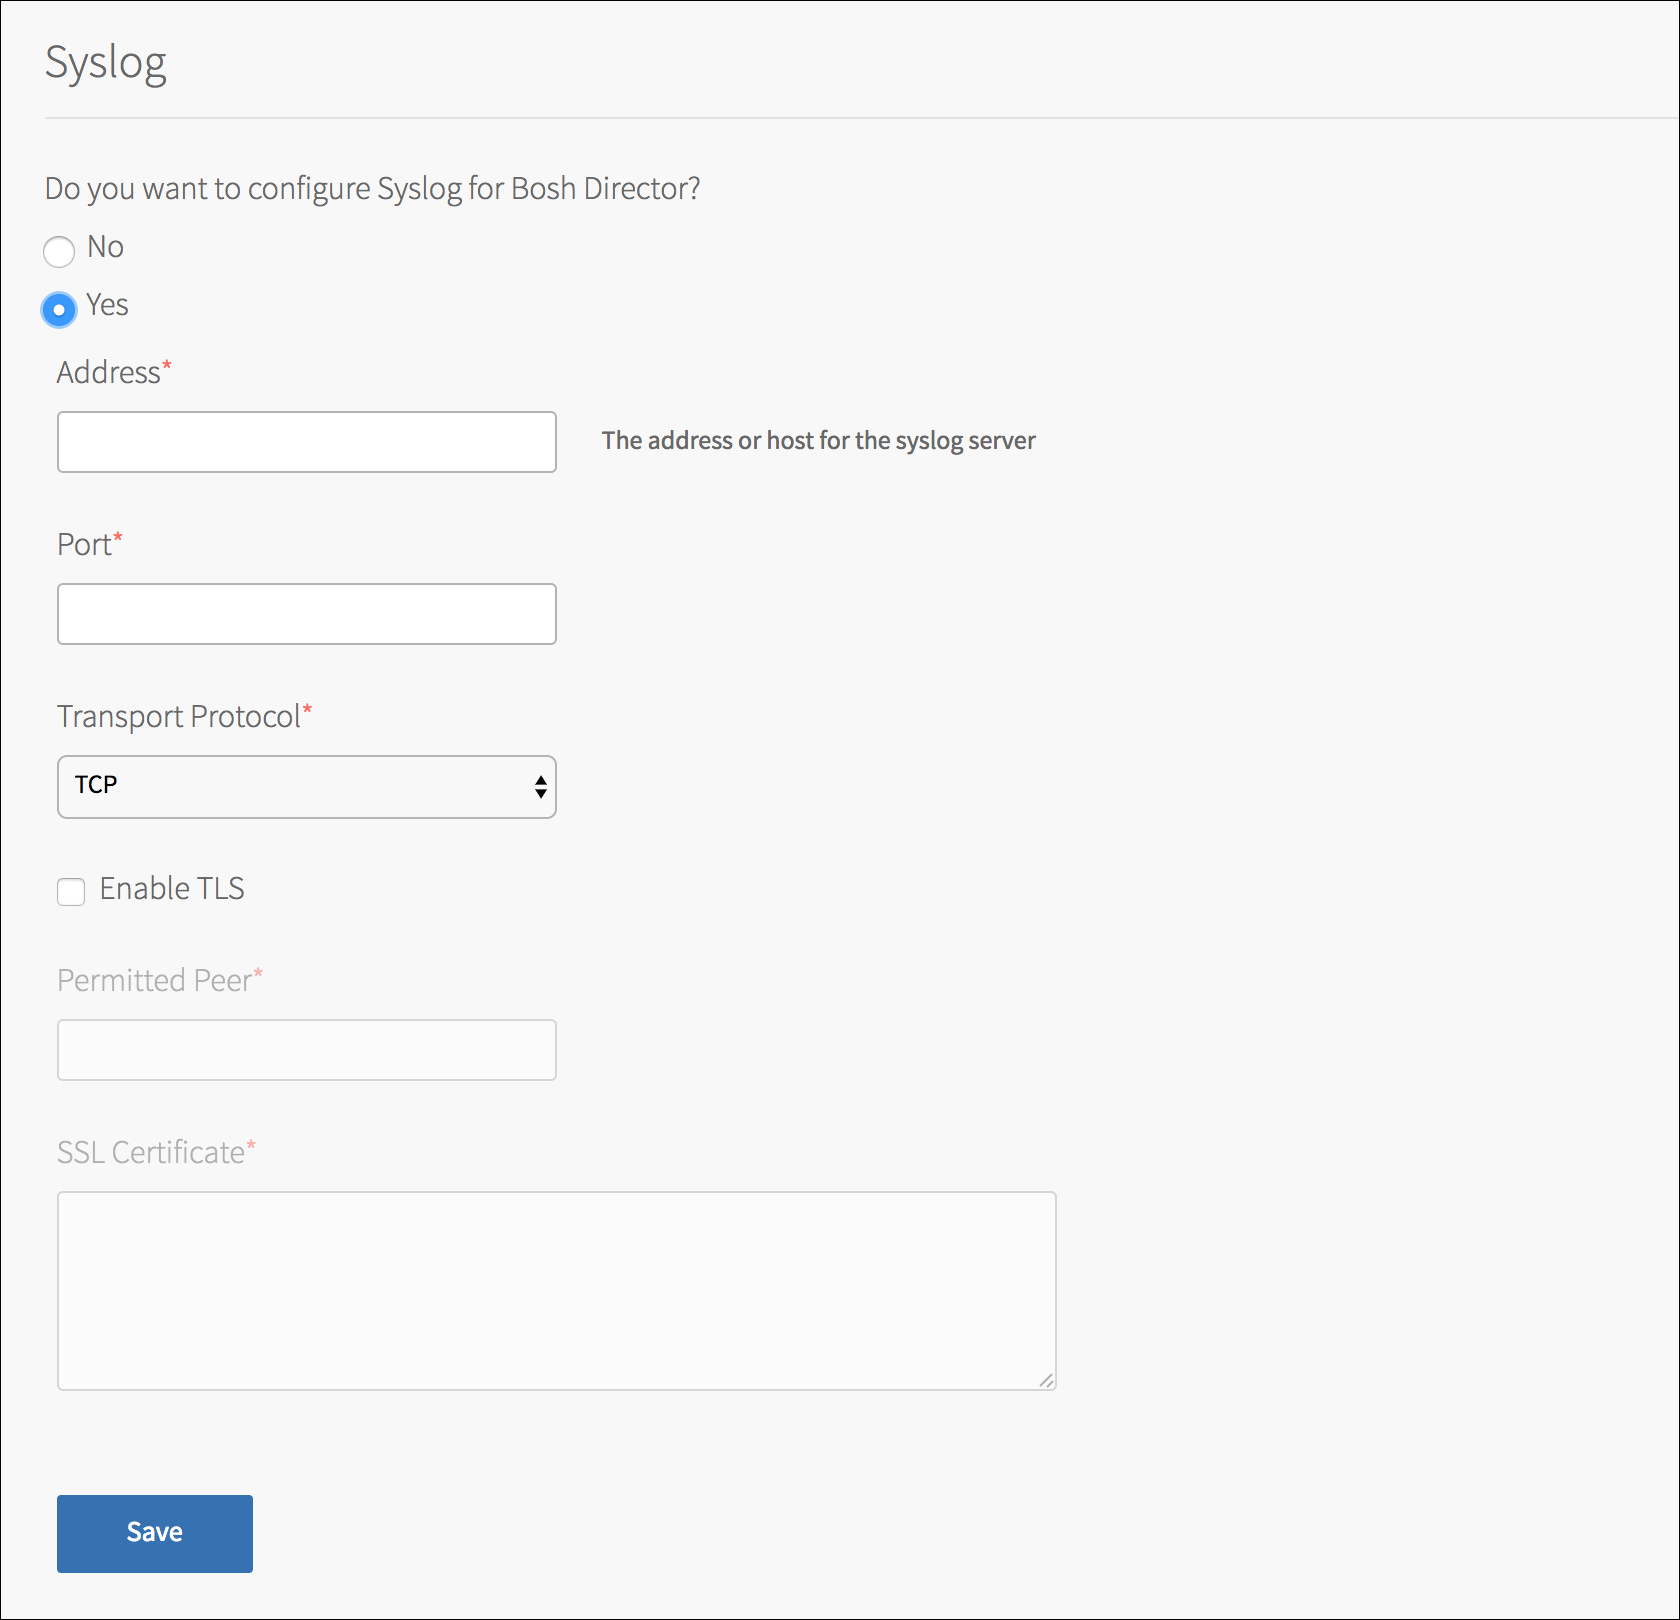 Syslog
Do you want to configure Syslog for Bosh Director?
No
Yes
Address*
The address or host for the syslog server
Port*
Transport Protocol*
TCP
Enable TLS
Permitted Peer*
SSL Certificate*
Save